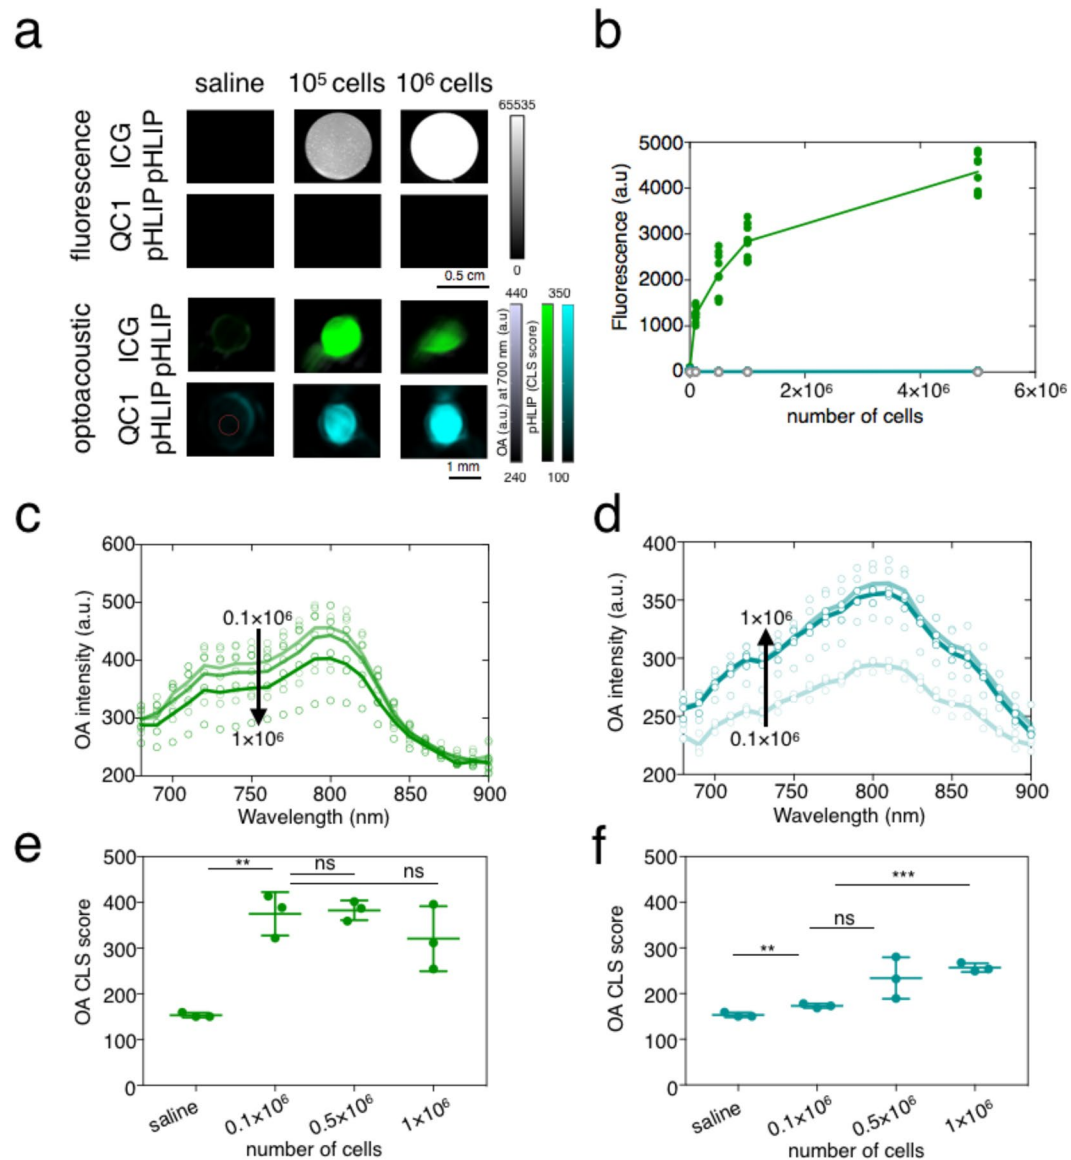 a
saline 10⁵ cells 10⁶ cells
fluorescence
ICG
pHLIP
QC1
pHLIP
65535
0
0.5 cm
optoacoustic
ICG
pHLIP
QC1
pHLIP
440 350
OA (a.u.) at 700 nm (a.u)
pHLIP (CLS score)
240 100
1 mm
b
Fluorescence (a.u)
5000
4000
3000
2000
1000
0
0 2×10⁶ 4×10⁶ 6×10⁶
number of cells
c
OA intensity (a.u.)
600
500
400
300
200
0.1×10⁶
1×10⁶
700 750 800 850 900
Wavelength (nm)
d
OA intensity (a.u.)
400
350
300
250
200
1×10⁶
0.1×10⁶
700 750 800 850 900
Wavelength (nm)
e
OA CLS score
500
400
300
200
100
0
** ns ns
saline 0.1×10⁶ 0.5×10⁶ 1×10⁶
number of cells
f
OA CLS score
500
400
300
200
100
0
** ns ***
saline 0.1×10⁶ 0.5×10⁶ 1×10⁶
number of cells